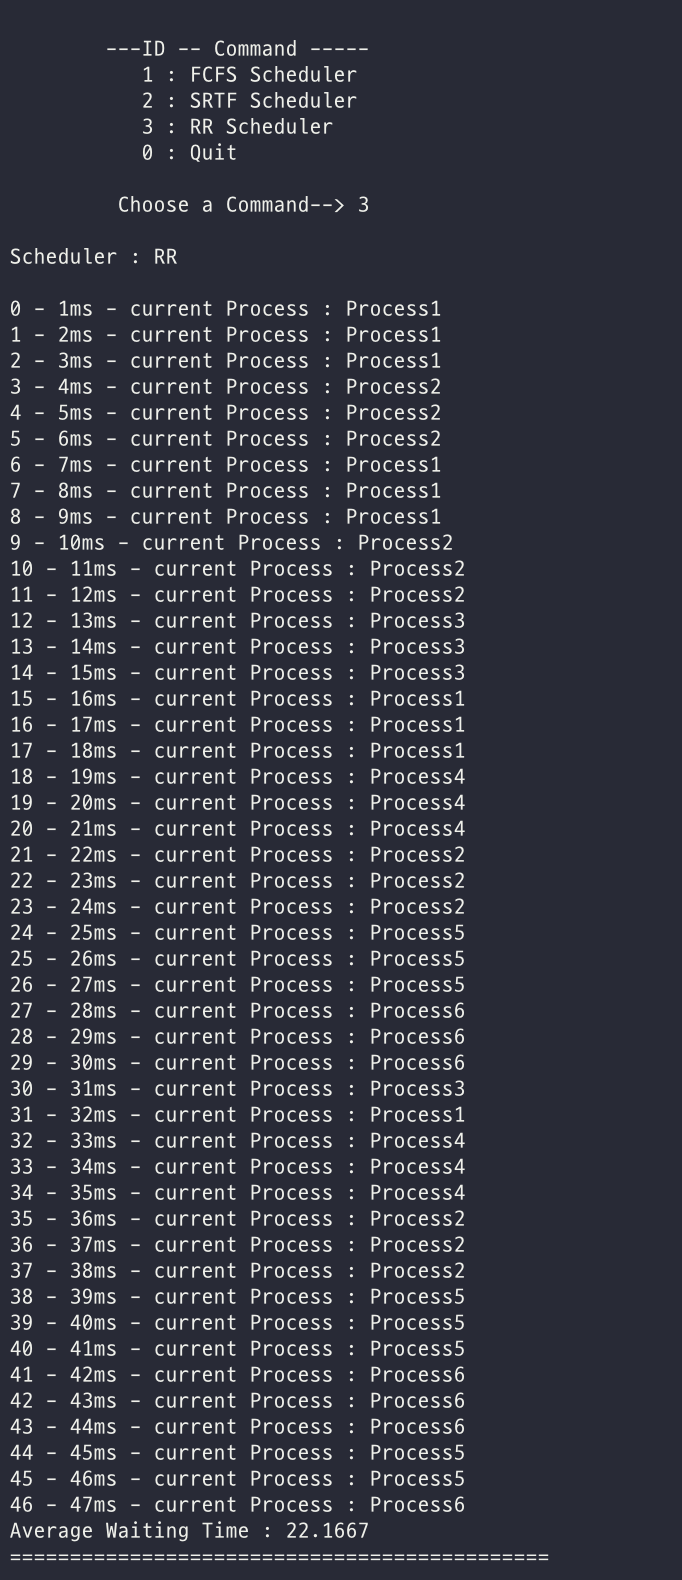 ---ID -- Command -----
1 : FCFS Scheduler
2 : SRTF Scheduler
3 : RR Scheduler
0 : Quit
Choose a Command--> 3
Scheduler : RR
0 - 1ms - current Process : Process1
1 - 2ms - current Process : Process1
2 - 3ms - current Process : Process1
3 - 4ms - current Process : Process2
4 - 5ms - current Process : Process2
5 - 6ms - current Process : Process2
6 - 7ms - current Process : Process1
7 - 8ms - current Process : Process1
8 - 9ms - current Process : Process1
9 - 10ms - current Process : Process2
10 - 11ms - current Process : Process2
11 - 12ms - current Process : Process2
12 - 13ms - current Process : Process3
13 - 14ms - current Process : Process3
14 - 15ms - current Process : Process3
15 - 16ms - current Process : Process1
16 - 17ms - current Process : Process1
17 - 18ms - current Process : Process1
18 - 19ms - current Process : Process4
19 - 20ms - current Process : Process4
20 - 21ms - current Process : Process4
21 - 22ms - current Process : Process2
22 - 23ms - current Process : Process2
23 - 24ms - current Process : Process2
24 - 25ms - current Process : Process5
25 - 26ms - current Process : Process5
26 - 27ms - current Process : Process5
27 - 28ms - current Process : Process6
28 - 29ms - current Process : Process6
29 - 30ms - current Process : Process6
30 - 31ms - current Process : Process3
31 - 32ms - current Process : Process1
32 - 33ms - current Process : Process4
33 - 34ms - current Process : Process4
34 - 35ms - current Process : Process4
35 - 36ms - current Process : Process2
36 - 37ms - current Process : Process2
37 - 38ms - current Process : Process2
38 - 39ms - current Process : Process5
39 - 40ms - current Process : Process5
40 - 41ms - current Process : Process5
41 - 42ms - current Process : Process6
42 - 43ms - current Process : Process6
43 - 44ms - current Process : Process6
44 - 45ms - current Process : Process5
45 - 46ms - current Process : Process5
46 - 47ms - current Process : Process6
Average Waiting Time : 22.1667
=============================================